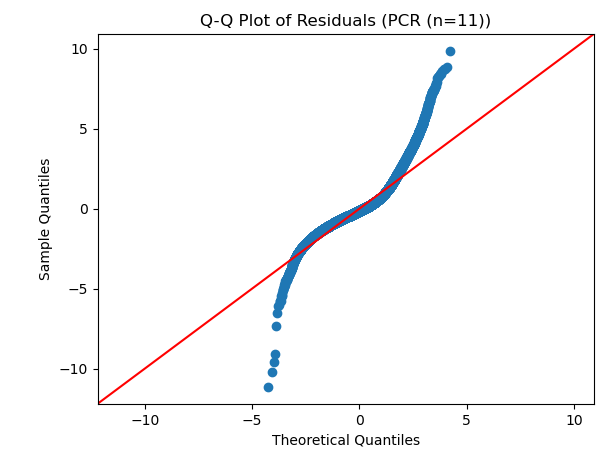 Q-Q Plot of Residuals (PCR (n=11))
10
5
0
−5
−10
Sample Quantiles
−10 −5 0 5 10
Theoretical Quantiles